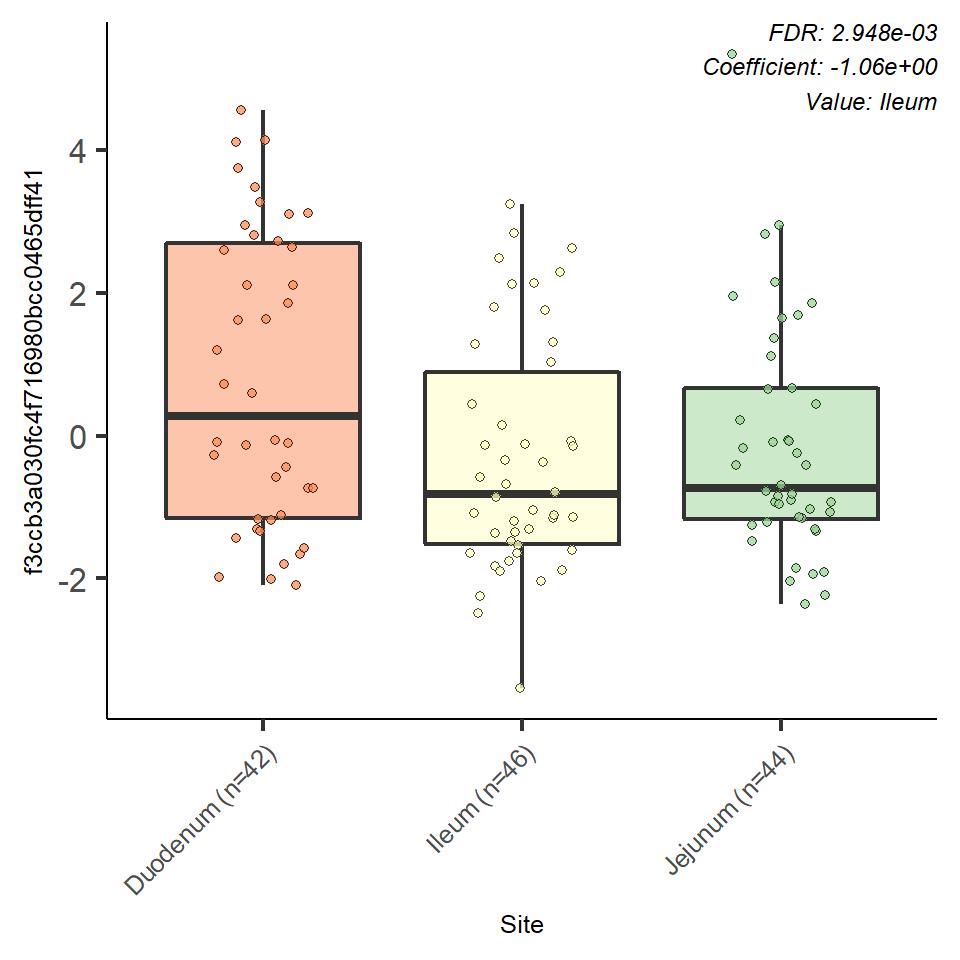 FDR: 2.948e-03
Coefficient: -1.06e+00
Value: Ileum
f3ccb3a030fc4f716980bcc0465dff41
4
2
0
-2
Duodenum (n=42)
Ileum (n=46)
Jejunum (n=44)
Site